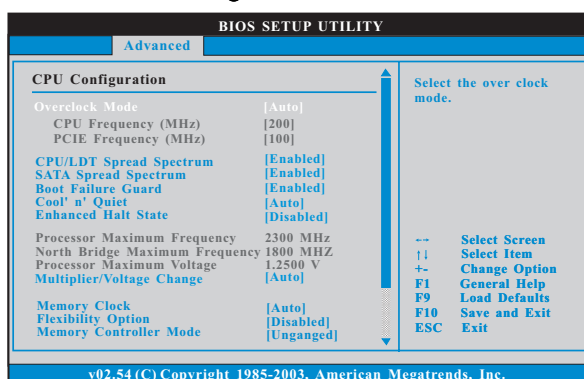 BIOS SETUP UTILITY
Advanced
CPU Configuration
Overclock Mode [Auto]
CPU Frequency (MHz) [200]
PCIE Frequency (MHz) [100]
CPU/LDT Spread Spectrum [Enabled]
SATA Spread Spectrum [Enabled]
Boot Failure Guard [Enabled]
Cool' n' Quiet [Auto]
Enhanced Halt State [Disabled]
Processor Maximum Frequency 2300 MHz
North Bridge Maximum Frequency 1800 MHZ
Processor Maximum Voltage 1.2500 V
Multiplier/Voltage Change [Auto]
Memory Clock [Auto]
Flexibility Option [Disabled]
Memory Controller Mode [Unganged]
Select the over clock
mode.
←→ Select Screen
↑↓ Select Item
+- Change Option
F1 General Help
F9 Load Defaults
F10 Save and Exit
ESC Exit
v02.54 (C) Copyright 1985-2003, American Megatrends, Inc.